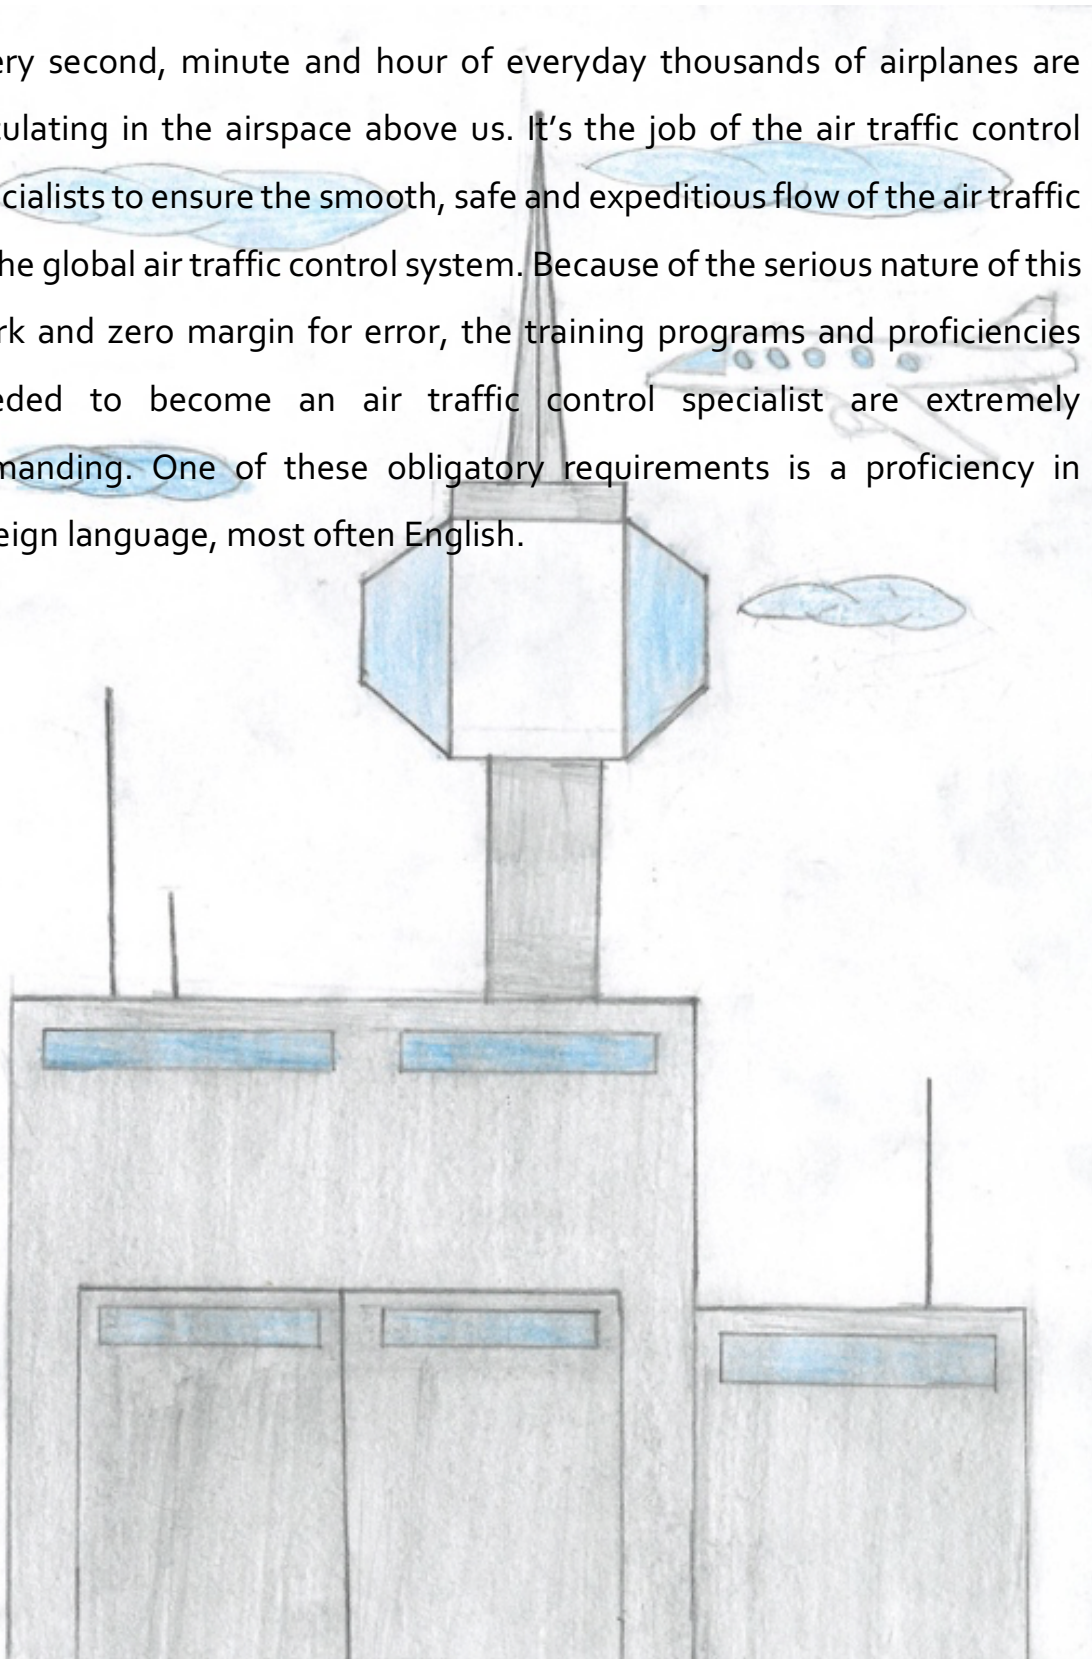 ery second, minute and hour of everyday thousands of airplanes are
culating in the airspace above us. It’s the job of the air traffic control
cialists to ensure the smooth, safe and expeditious flow of the air traffic
he global air traffic control system. Because of the serious nature of this
rk and zero margin for error, the training programs and proficiencies
eded to become an air traffic control specialist are extremely
manding. One of these obligatory requirements is a proficiency in
eign language, most often English.